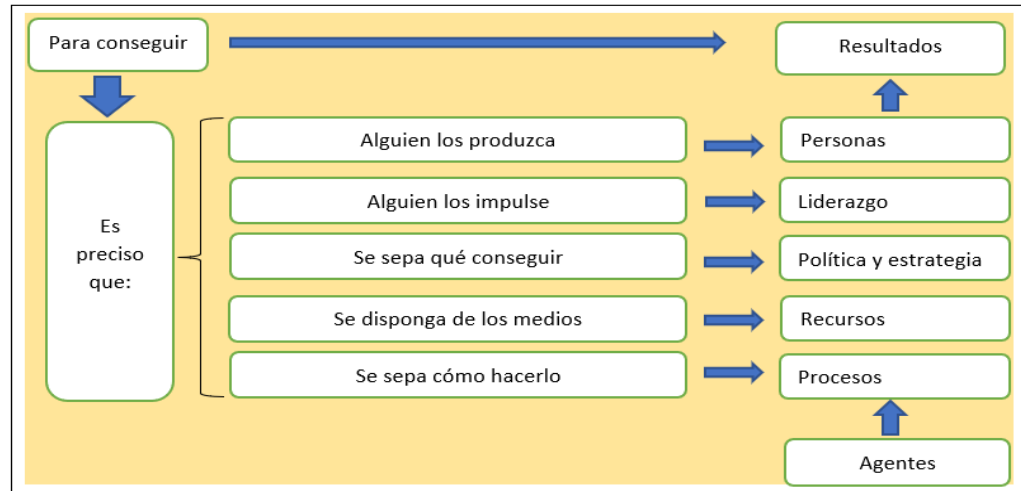 Para conseguir
Resultados
Es
preciso
que:
Alguien los produzca
Personas
Alguien los impulse
Liderazgo
Se sepa qué conseguir
Política y estrategia
Se disponga de los medios
Recursos
Se sepa cómo hacerlo
Procesos
Agentes